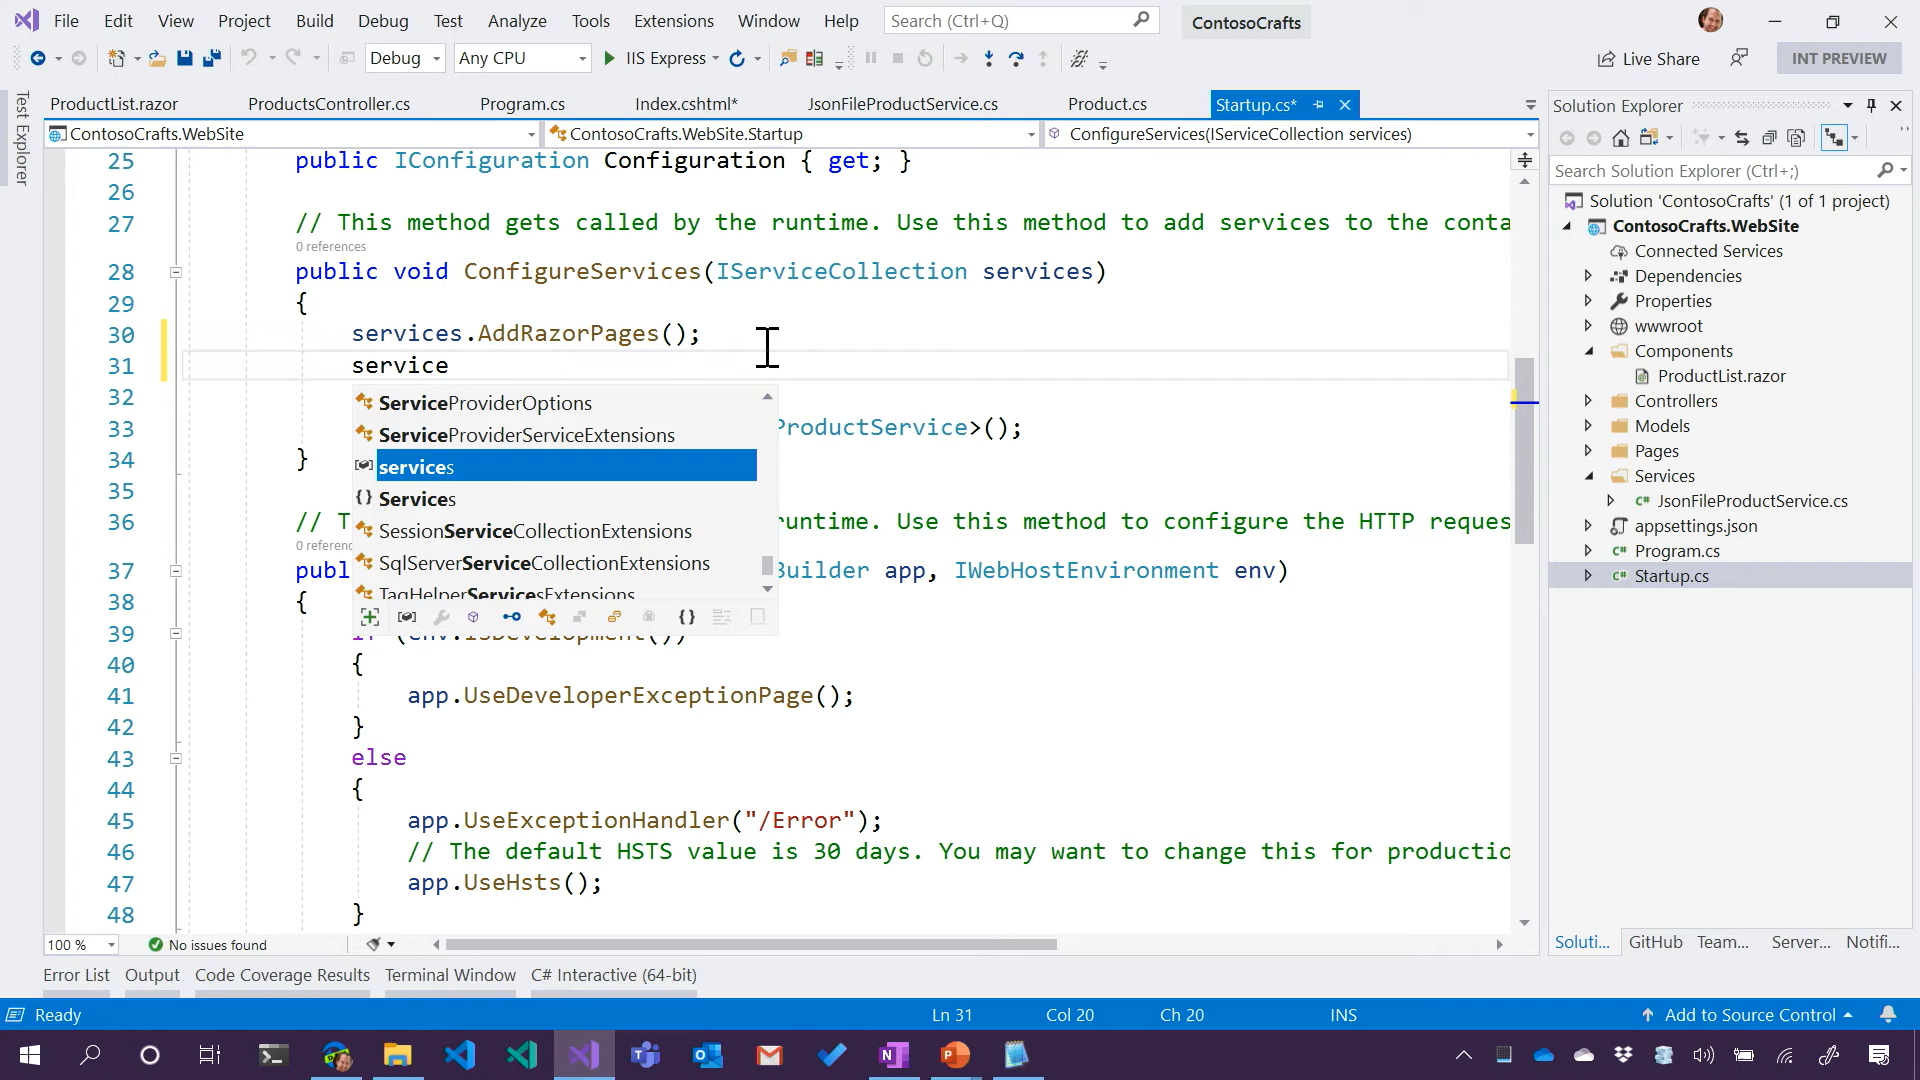 File Edit View Project Build Debug Test Analyze Tools Extensions Window Help Search (Ctrl+Q) ContosoCrafts
Debug Any CPU IIS Express Live Share INT PREVIEW
Test Explorer
ProductList.razor ProductsController.cs Program.cs Index.cshtml* JsonFileProductService.cs Product.cs Startup.cs*
ContosoCrafts.WebSite ContosoCrafts.WebSite.Startup ConfigureServices(IServiceCollection services)
25 public IConfiguration Configuration { get; }
26
27 // This method gets called by the runtime. Use this method to add services to the conta
0 references
28 public void ConfigureServices(IServiceCollection services)
29 {
30 services.AddRazorPages();
31 service
32
33 ProductService>();
34 }
35
36 // T runtime. Use this method to configure the HTTP reques
0 referenc
37 publ Builder app, IWebHostEnvironment env)
38 {
39 if (env.IsDevelopment())
40 {
41 app.UseDeveloperExceptionPage();
42 }
43 else
44 {
45 app.UseExceptionHandler("/Error");
46 // The default HSTS value is 30 days. You may want to change this for productio
47 app.UseHsts();
48 }
ServiceProviderOptions
ServiceProviderServiceExtensions
services
{} Services
SessionServiceCollectionExtensions
SqlServerServiceCollectionExtensions
TagHelperServicesExtensions
{}
100 % No issues found
Error List Output Code Coverage Results Terminal Window C# Interactive (64-bit)
Solution Explorer
Search Solution Explorer (Ctrl+;)
Solution 'ContosoCrafts' (1 of 1 project)
ContosoCrafts.WebSite
Connected Services
Dependencies
Properties
wwwroot
Components
ProductList.razor
Controllers
Models
Pages
Services
C# JsonFileProductService.cs
appsettings.json
C# Program.cs
C# Startup.cs
Soluti... GitHub Team... Server... Notifi...
Ready Ln 31 Col 20 Ch 20 INS Add to Source Control